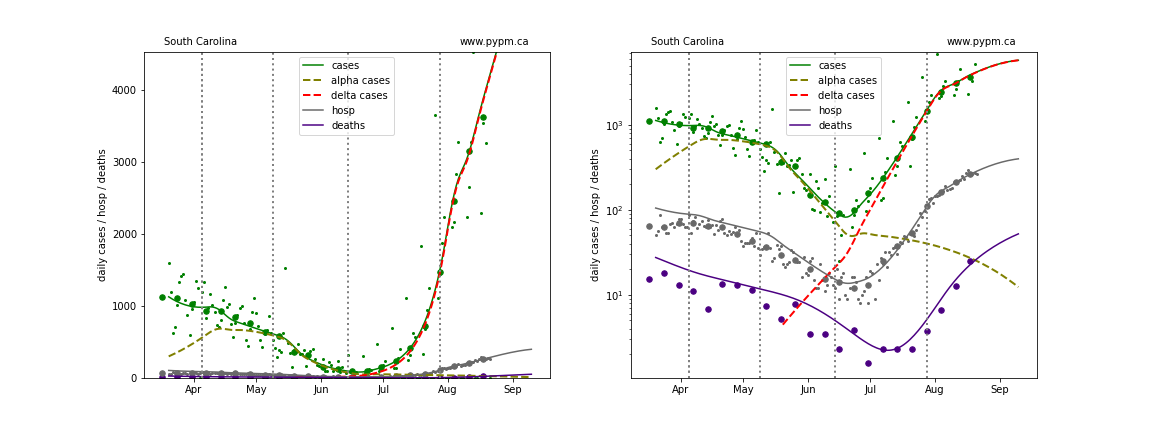 South Carolina
www.pypm.ca
cases
alpha cases
delta cases
hosp
deaths
daily cases / hosp / deaths
4000
3000
2000
1000
0
Apr
May
Jun
Jul
Aug
Sep
South Carolina
www.pypm.ca
cases
alpha cases
delta cases
hosp
deaths
daily cases / hosp / deaths
10³
10²
10¹
Apr
May
Jun
Jul
Aug
Sep